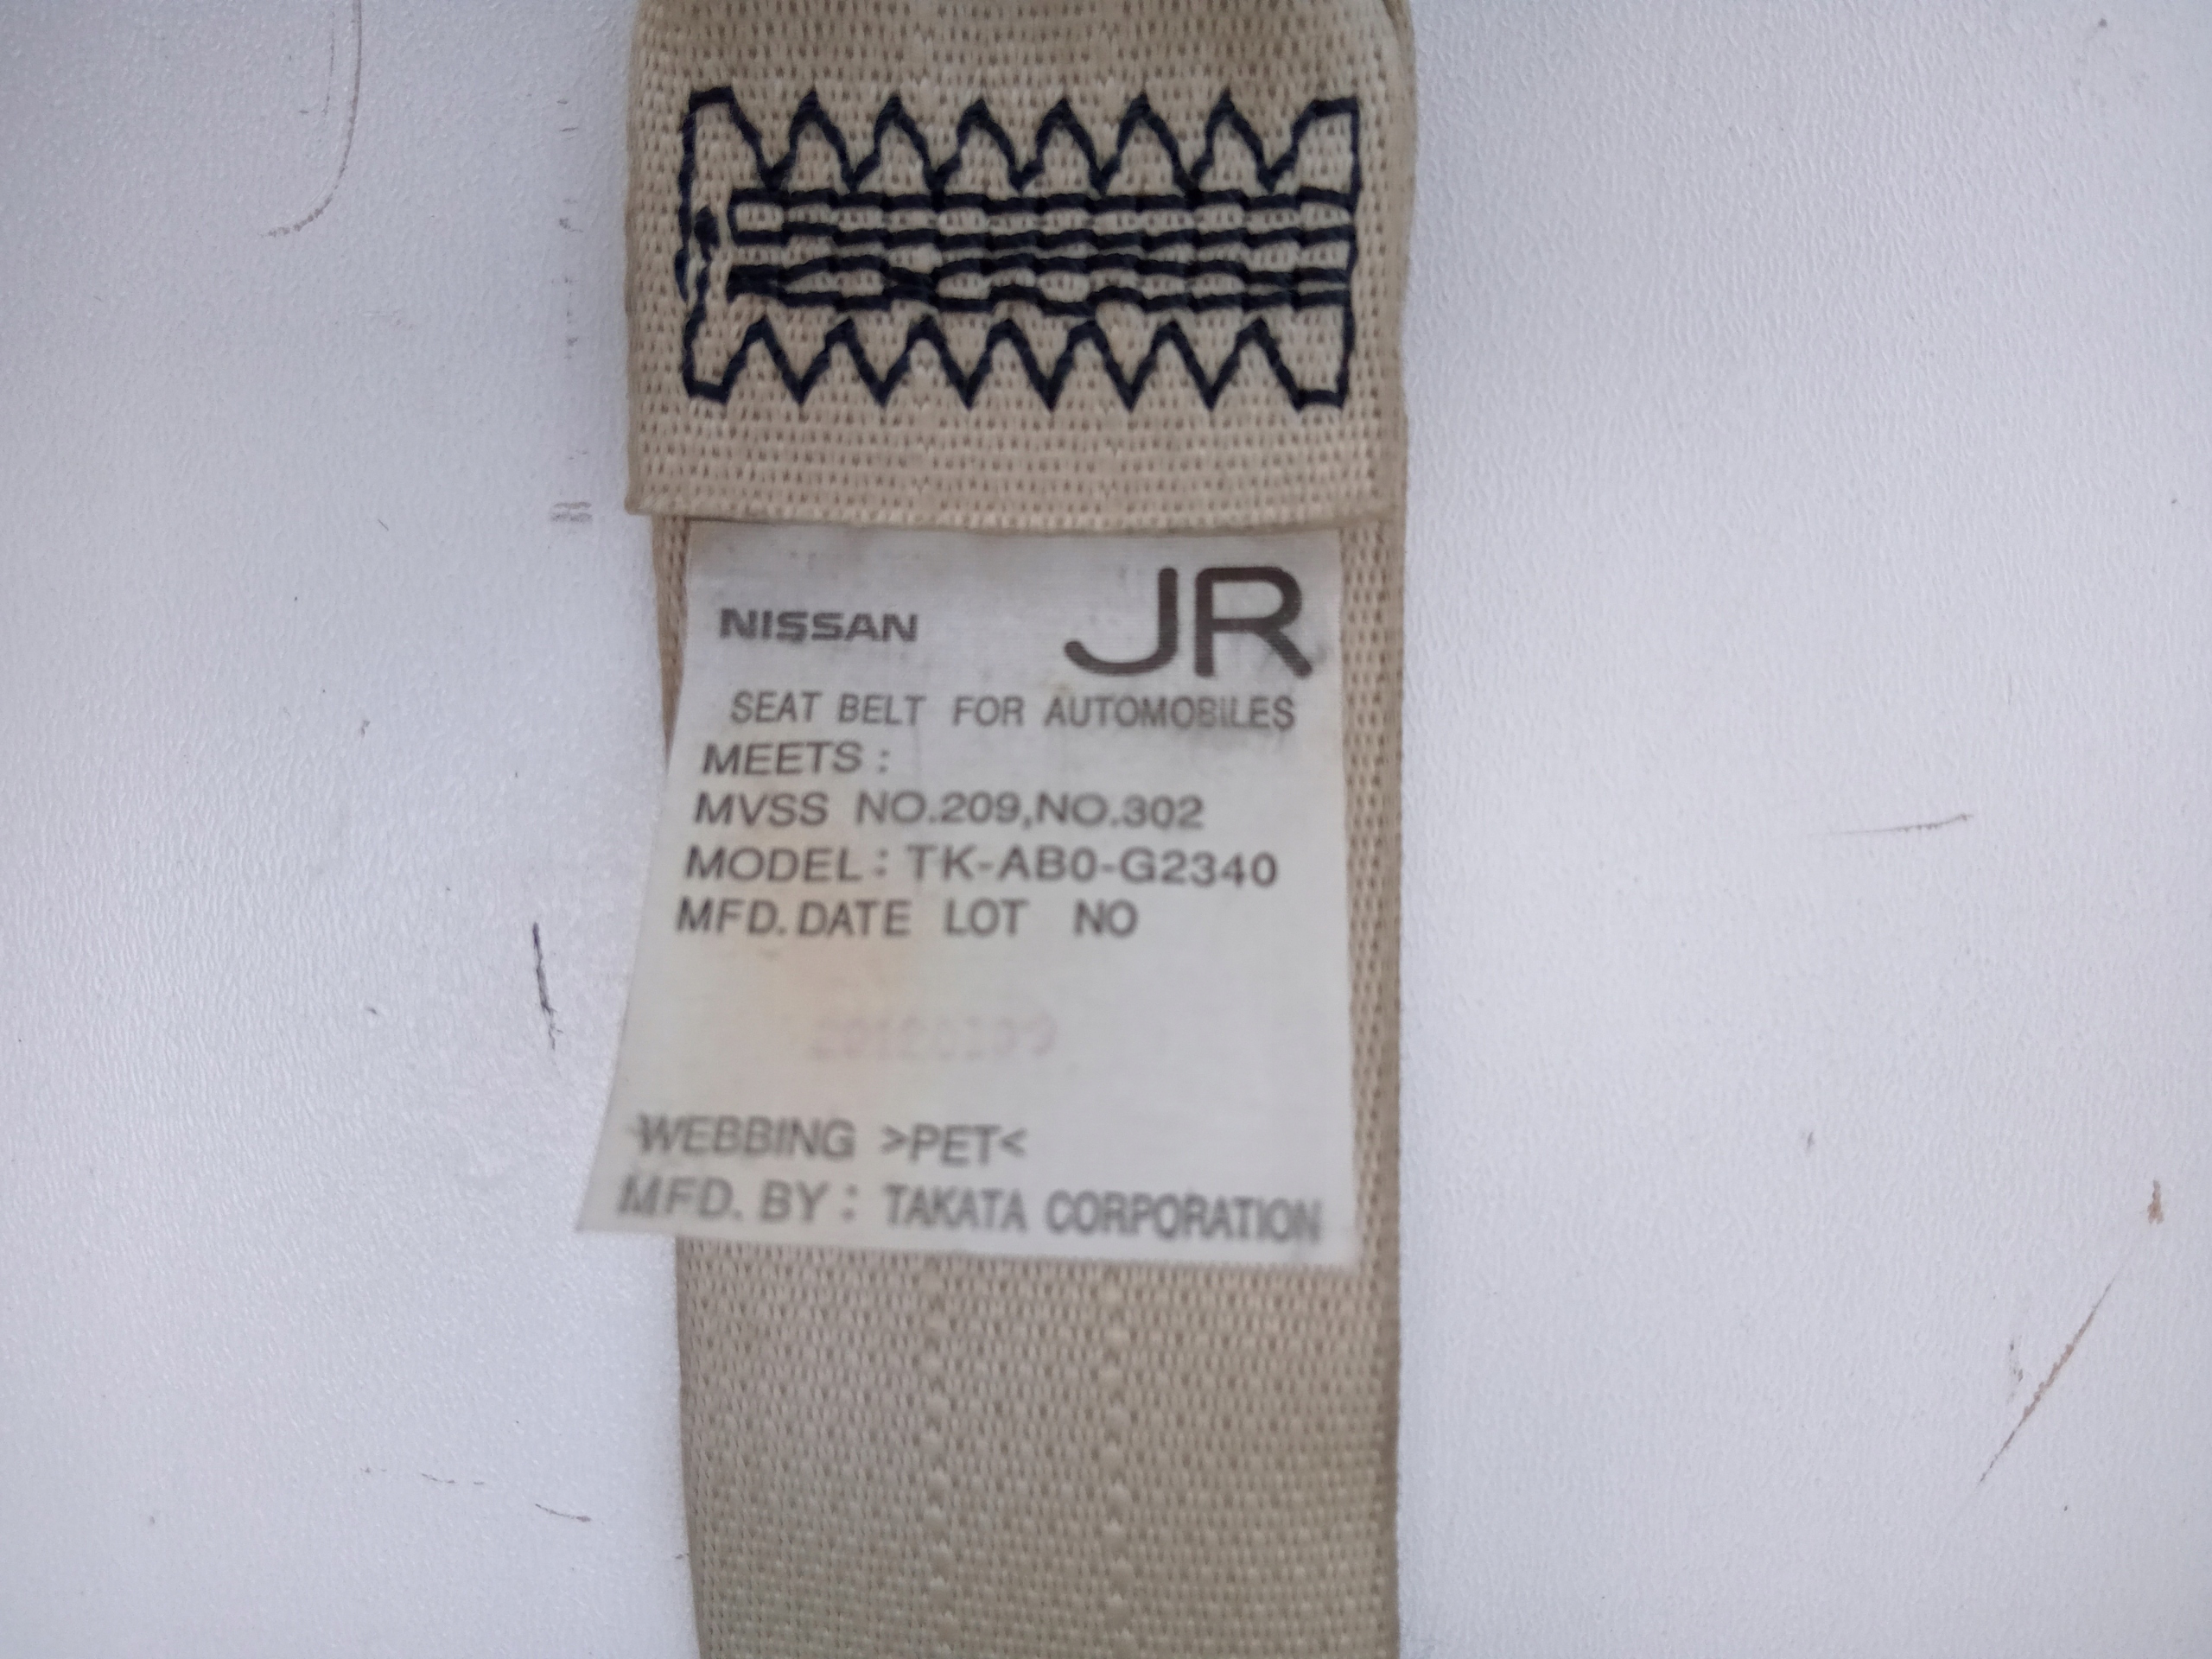 NISSAN JR
SEAT BELT FOR AUTOMOBILES
MEETS :
MVSS NO.209,NO.302
MODEL : TK-AB0-G2340
MFD. DATE LOT NO
WEBBING >PET<
MFD. BY : TAKATA CORPORATION